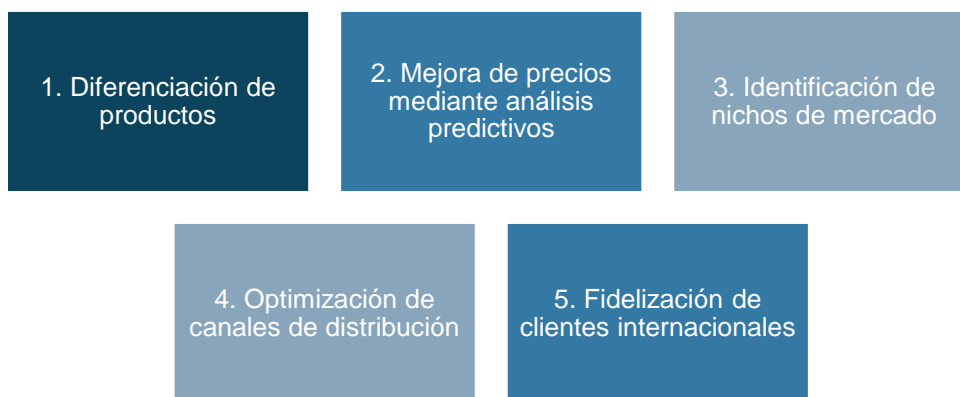 1. Diferenciación de
productos
2. Mejora de precios
mediante análisis
predictivos
3. Identificación de
nichos de mercado
4. Optimización de
canales de distribución
5. Fidelización de
clientes internacionales